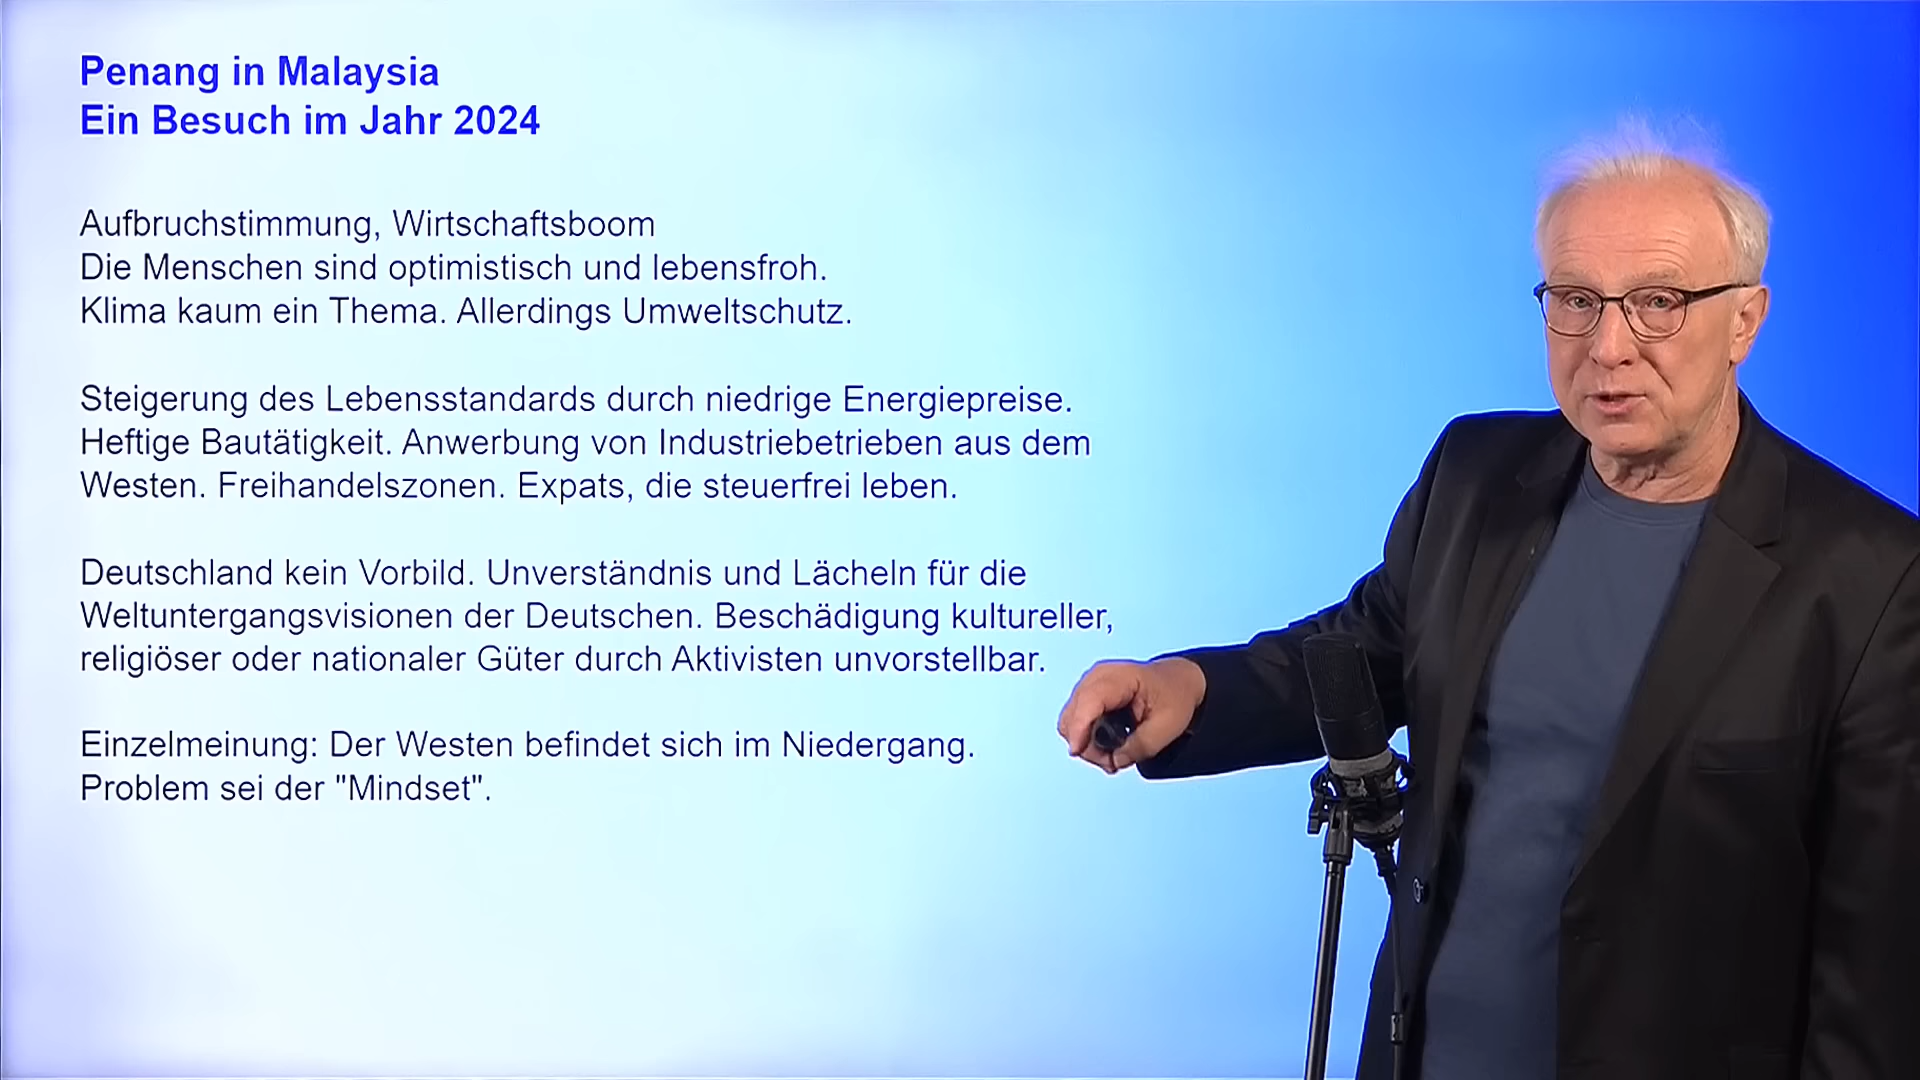 Penang in Malaysia
Ein Besuch im Jahr 2024
Aufbruchstimmung, Wirtschaftsboom
Die Menschen sind optimistisch und lebensfroh.
Klima kaum ein Thema. Allerdings Umweltschutz.
Steigerung des Lebensstandards durch niedrige Energiepreise.
Heftige Bautätigkeit. Anwerbung von Industriebetrieben aus dem
Westen. Freihandelszonen. Expats, die steuerfrei leben.
Deutschland kein Vorbild. Unverständnis und Lächeln für die
Weltuntergangsvisionen der Deutschen. Beschädigung kultureller,
religiöser oder nationaler Güter durch Aktivisten unvorstellbar.
Einzelmeinung: Der Westen befindet sich im Niedergang.
Problem sei der "Mindset".